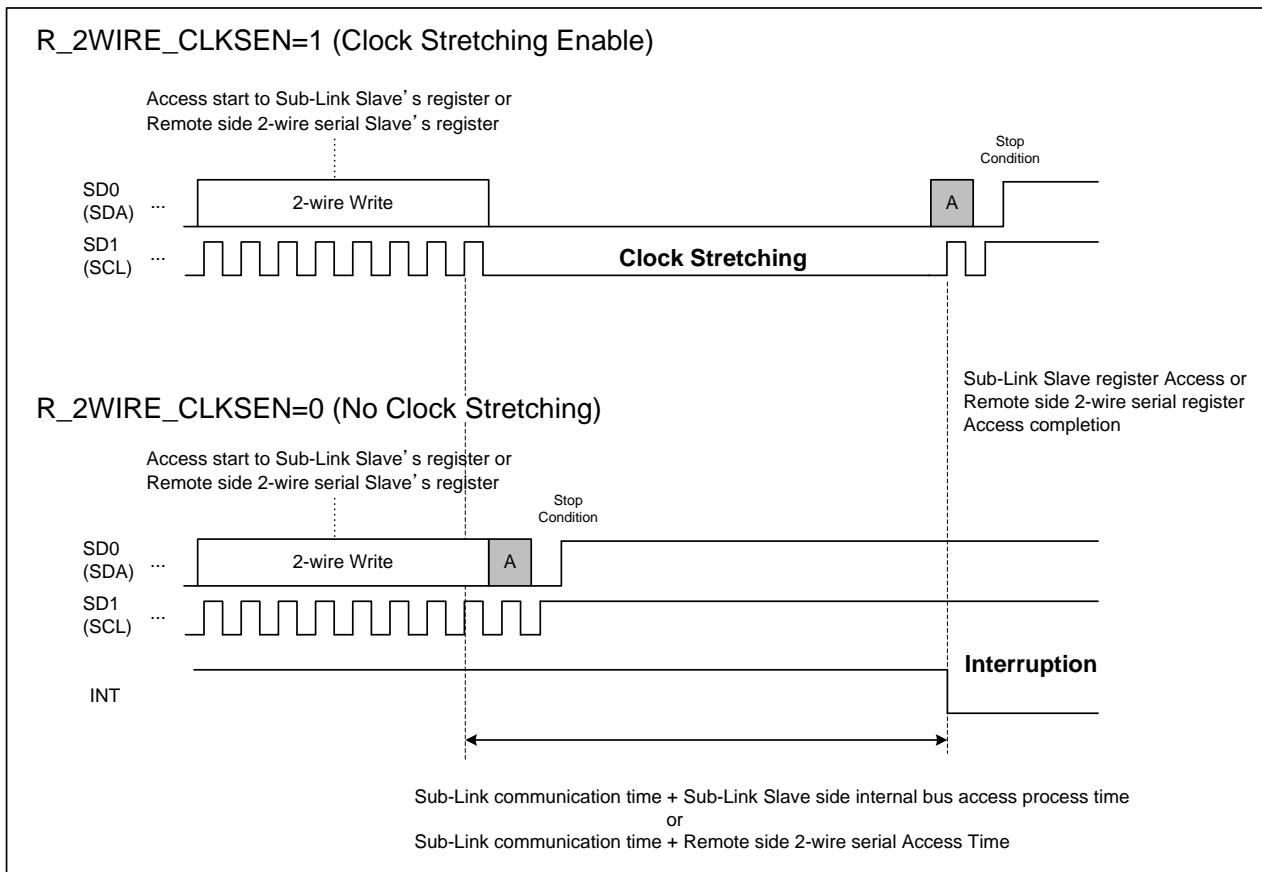 R_2WIRE_CLKSEN=1 (Clock Stretching Enable)
Access start to Sub-Link Slave’s register or
Remote side 2-wire serial Slave’s register
Stop
Condition
SD0
(SDA) ...
2-wire Write
A
SD1
(SCL) ...
Clock Stretching
Sub-Link Slave register Access or
Remote side 2-wire serial register
Access completion
R_2WIRE_CLKSEN=0 (No Clock Stretching)
Access start to Sub-Link Slave’s register or
Remote side 2-wire serial Slave’s register
Stop
Condition
SD0
(SDA) ...
2-wire Write
A
SD1
(SCL) ...
Interruption
INT
Sub-Link communication time + Sub-Link Slave side internal bus access process time
or
Sub-Link communication time + Remote side 2-wire serial Access Time